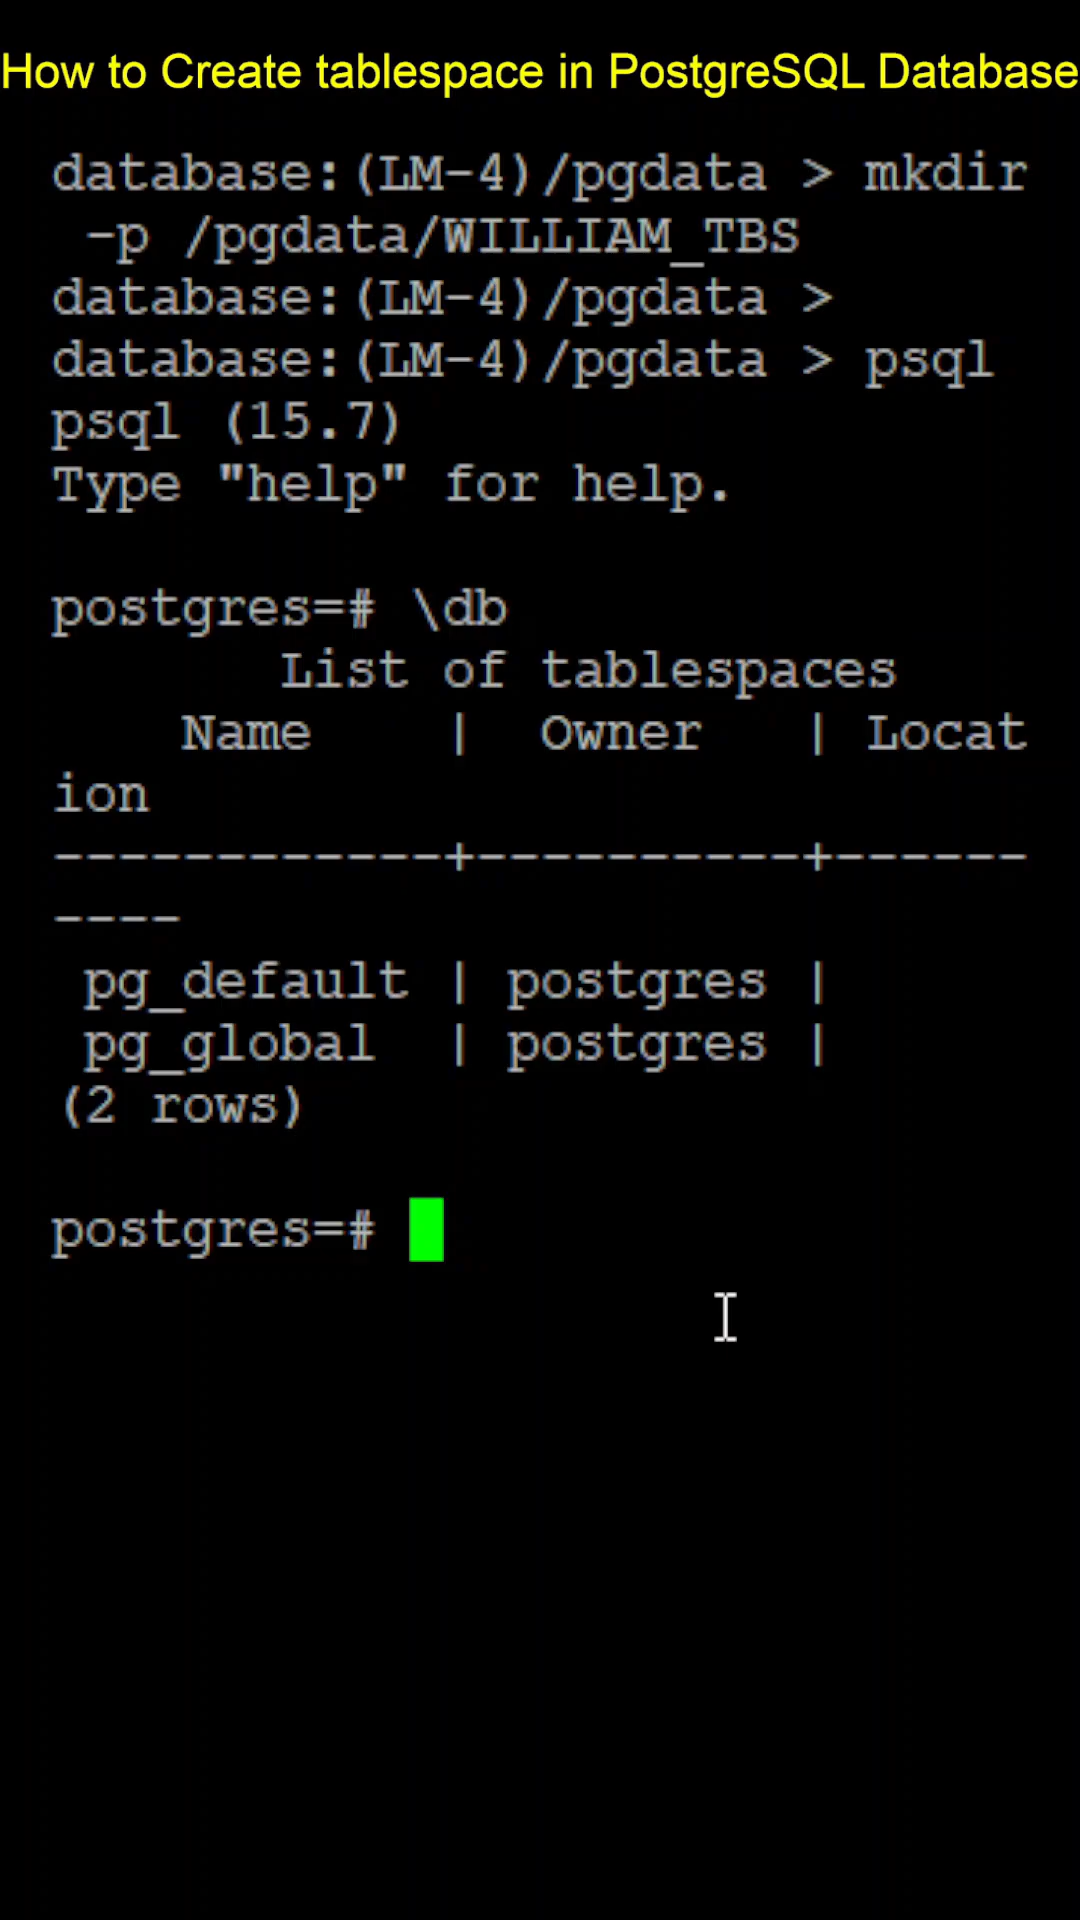 How to Create tablespace in PostgreSQL Database
database:(LM-4)/pgdata > mkdir
 -p /pgdata/WILLIAM_TBS
database:(LM-4)/pgdata >
database:(LM-4)/pgdata > psql
psql (15.7)
Type "help" for help.
postgres=# \db
       List of tablespaces
    Name    |  Owner   | Locat
ion
------------+----------+------
----
 pg_default | postgres |
 pg_global  | postgres |
(2 rows)
postgres=#